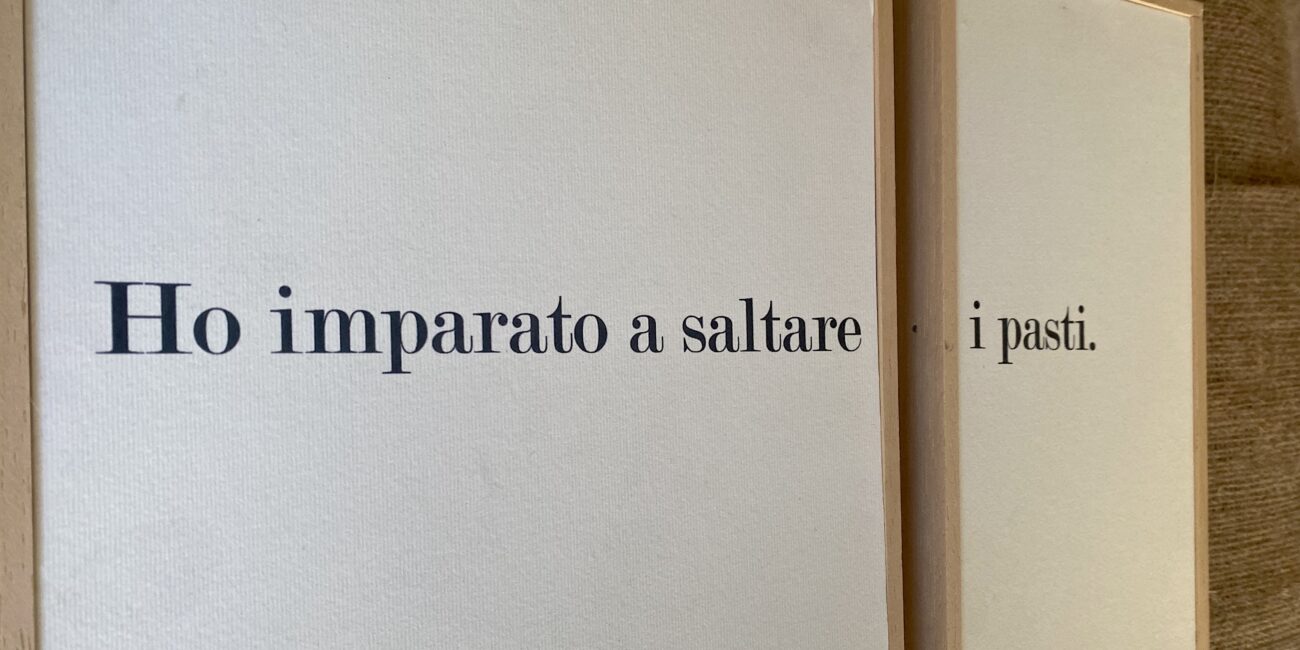 Ho imparato a saltare i pasti.